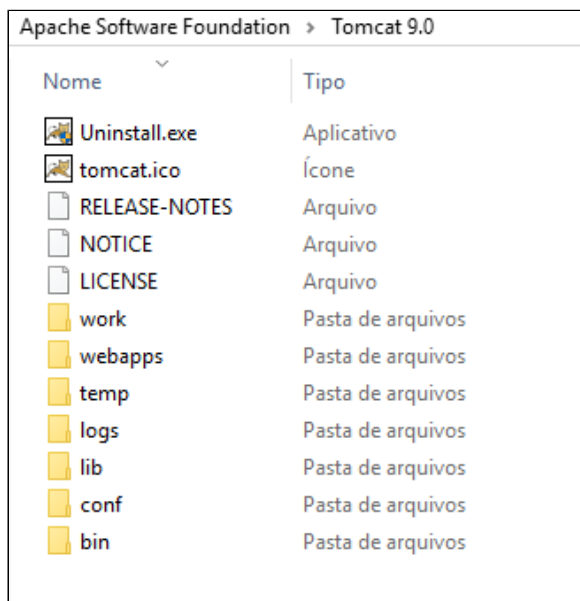 Apache Software Foundation > Tomcat 9.0
Nome Tipo
Uninstall.exe Aplicativo
tomcat.ico Ícone
RELEASE-NOTES Arquivo
NOTICE Arquivo
LICENSE Arquivo
work Pasta de arquivos
webapps Pasta de arquivos
temp Pasta de arquivos
logs Pasta de arquivos
lib Pasta de arquivos
conf Pasta de arquivos
bin Pasta de arquivos